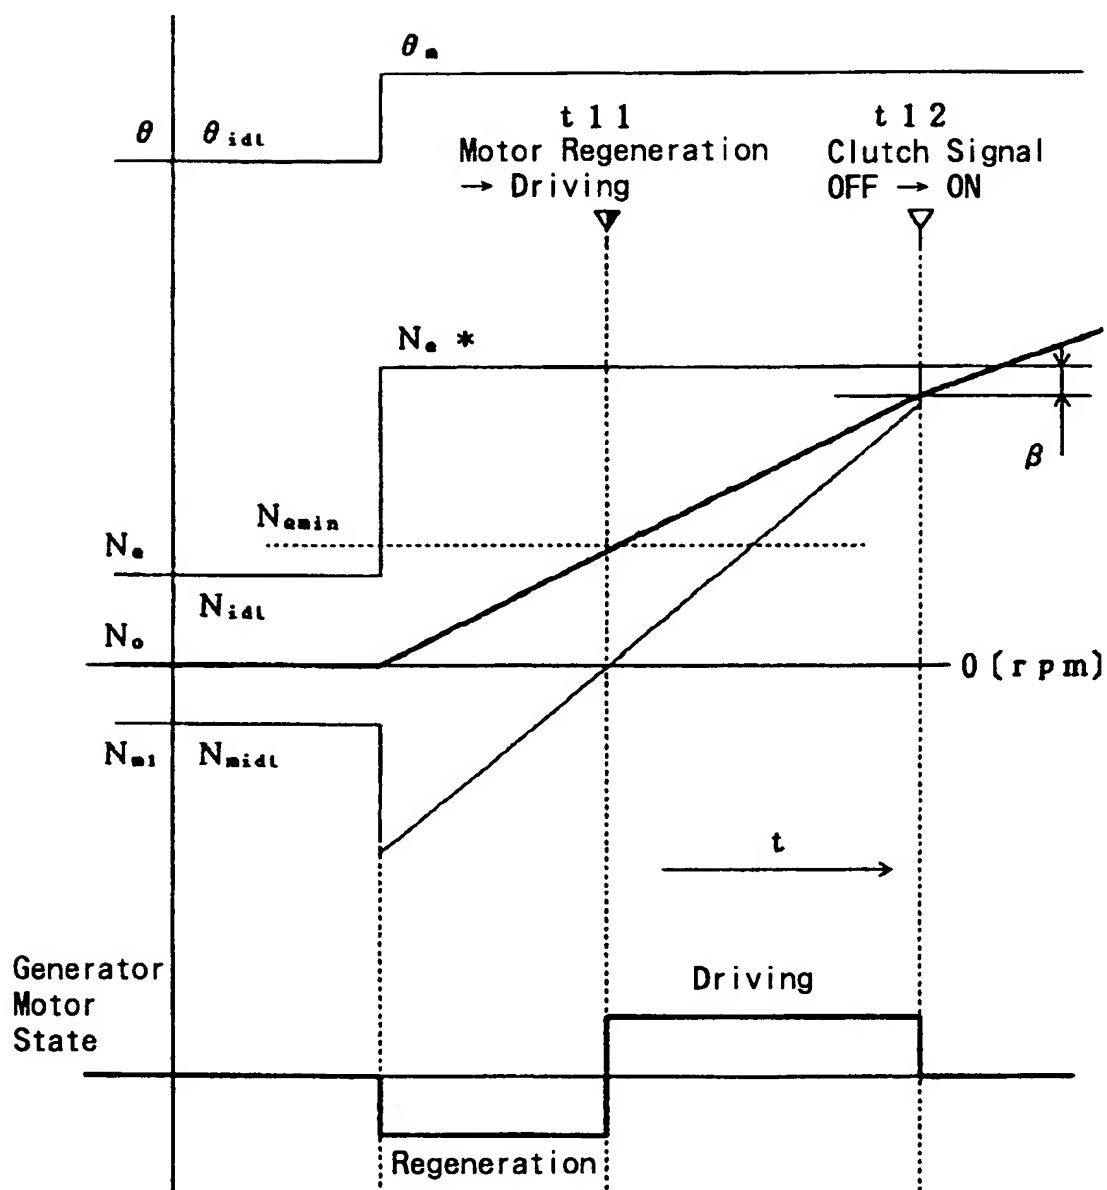 θm
θ θidl
t11
Motor Regeneration
→ Driving
t12
Clutch Signal
OFF → ON
Ne*
β
Nemin
Ne
Nidl
No
0 (rpm)
Nm1 Nmidl
t
Generator
Motor
State
Driving
Regeneration